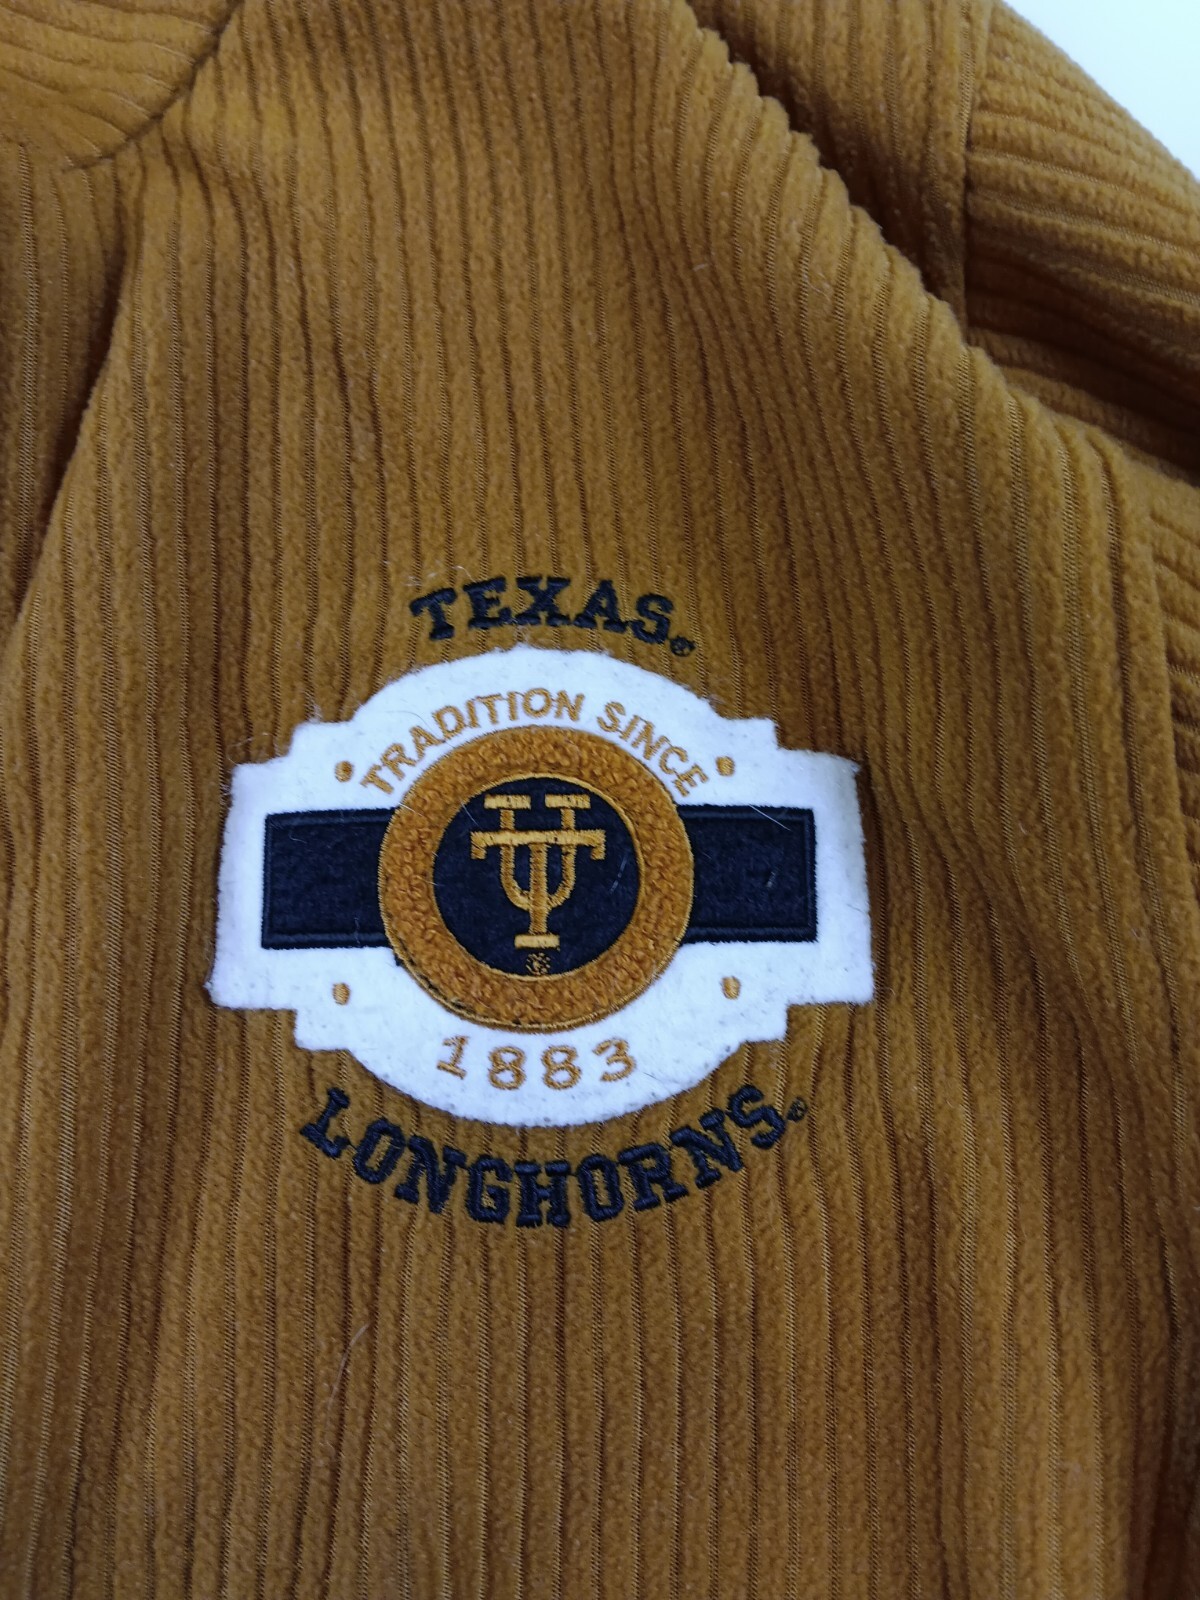 TEXAS®
TRADITION SINCE
UT
1883
LONGHORNS®